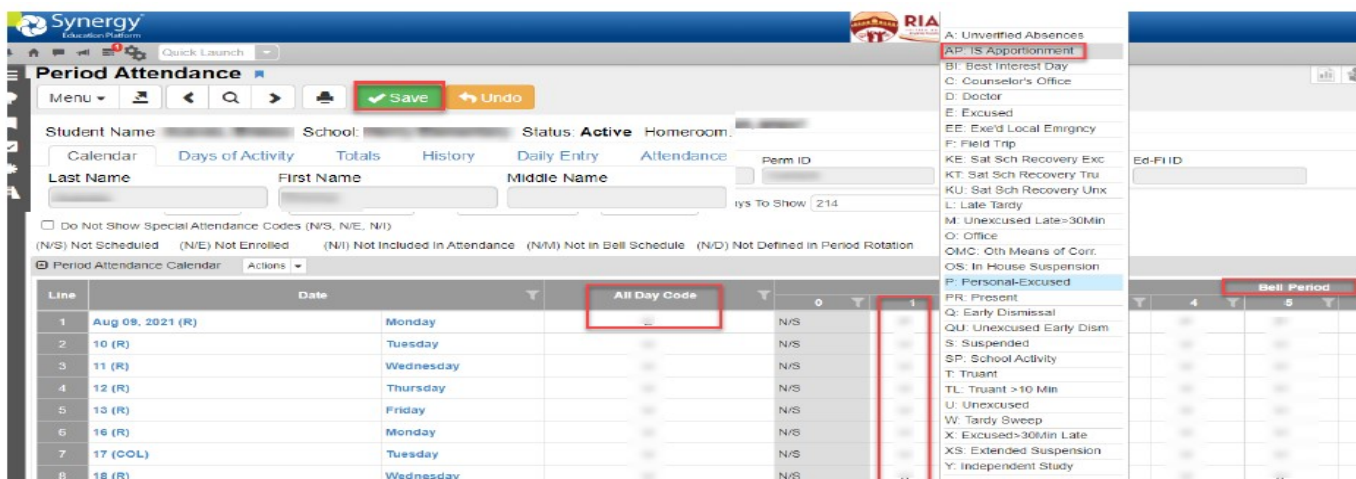 Synergy
Education Platform
RIA
Quick Launch
Period Attendance
Menu Save Undo
Student Name: School: Status: Active Homeroom:
Calendar Days of Activity Totals History Daily Entry Attendance
Perm ID Ed-Fi ID
Last Name First Name Middle Name
ys To Show 214
Do Not Show Special Attendance Codes (N/S, N/E, N/I)
(N/S) Not Scheduled (N/E) Not Enrolled (N/I) Not Included In Attendance (N/M) Not in Bell Schedule (N/D) Not Defined in Period Rotation
Period Attendance Calendar Actions
Line Date All Day Code Bell Period
0 1 4 5
1 Aug 09, 2021 (R) Monday N/S
2 10 (R) Tuesday N/S
3 11 (R) Wednesday N/S
4 12 (R) Thursday N/S
5 13 (R) Friday N/S
6 16 (R) Monday N/S
7 17 (COL) Tuesday N/S
8 18 (R) Wednesday N/S
A: Unverified Absences
AP: IS Apportionment
BI: Best Interest Day
C: Counselor's Office
D: Doctor
E: Excused
EE: Exe'd Local Emrgncy
F: Field Trip
KE: Sat Sch Recovery Exc
KT: Sat Sch Recovery Tru
KU: Sat Sch Recovery Unx
L: Late Tardy
M: Unexcused Late>30Min
O: Office
OMC: Oth Means of Corr.
OS: In House Suspension
P: Personal-Excused
PR: Present
Q: Early Dismissal
QU: Unexcused Early Dism
S: Suspended
SP: School Activity
T: Truant
TL: Truant >10 Min
U: Unexcused
W: Tardy Sweep
X: Excused>30Min Late
XS: Extended Suspension
Y: Independent Study